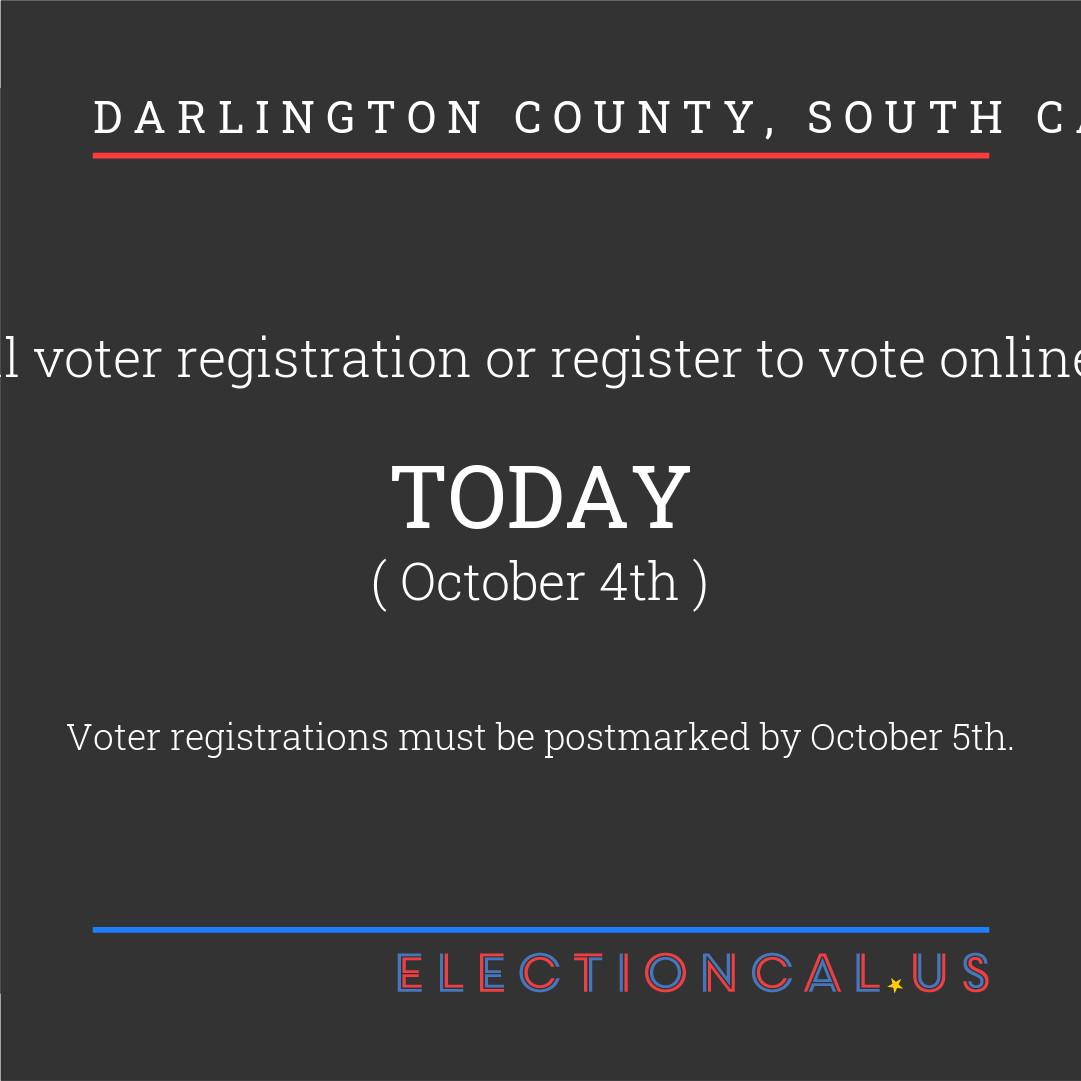 DARLINGTON COUNTY, SOUTH
voter registration or register to vote online
TODAY
( October 4th )
Voter registrations must be postmarked by October 5th.
ELECTIONCAL.US